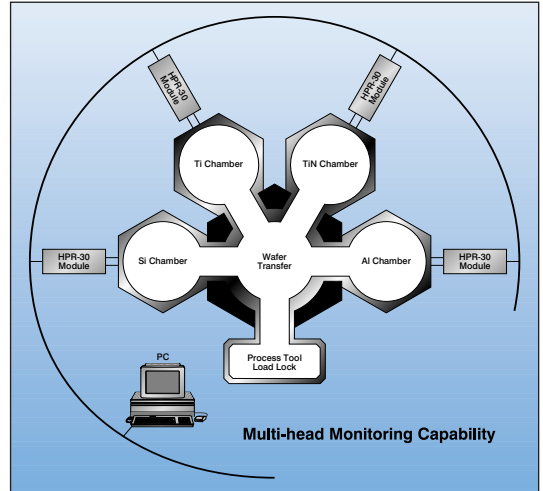 HPR-30
Module
HPR-30
Module
Ti Chamber
TiN Chamber
HPR-30
Module
Si Chamber
Wafer
Transfer
Al Chamber
HPR-30
Module
Process Tool
Load Lock
PC
Multi-head Monitoring Capability